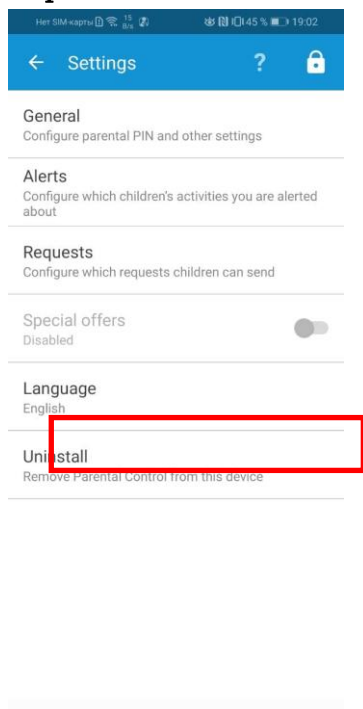 Нет SIM-карты 15 B/s 45 % 19:02
Settings ?
General
Configure parental PIN and other settings
Alerts
Configure which children's activities you are alerted
about
Requests
Configure which requests children can send
Special offers
Disabled
Language
English
Uninstall
Remove Parental Control from this device